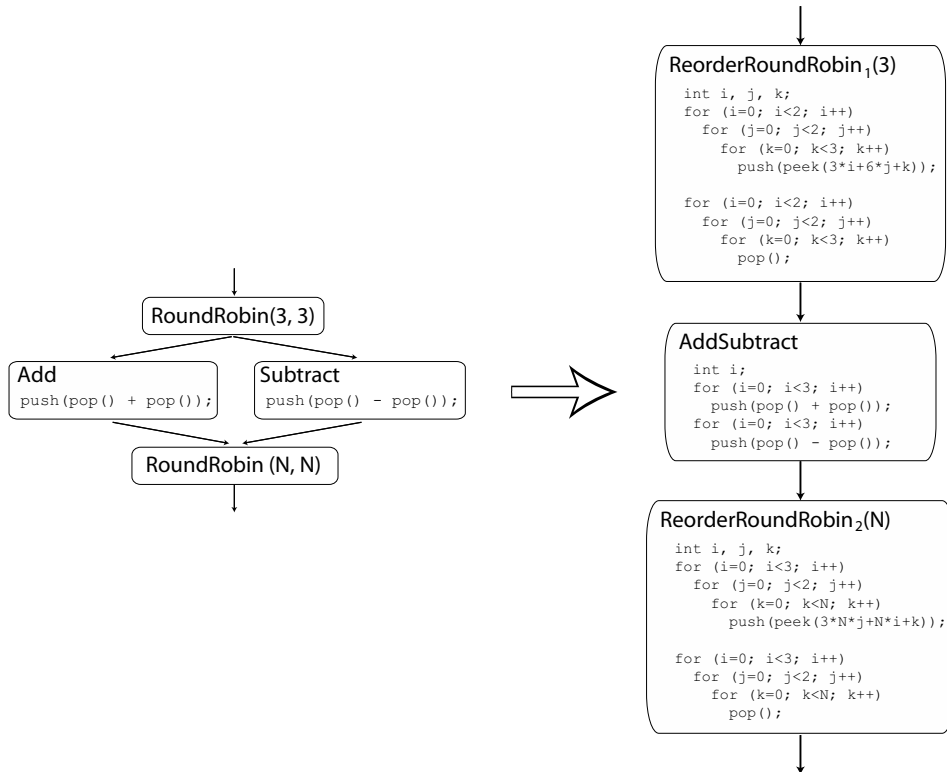 RoundRobin(3, 3)
Add
push(pop() + pop());
Subtract
push(pop() - pop());
RoundRobin (N, N)
ReorderRoundRobin₁(3)
int i, j, k;
for (i=0; i<2; i++)
for (j=0; j<2; j++)
for (k=0; k<3; k++)
push(peek(3*i+6*j+k));
for (i=0; i<2; i++)
for (j=0; j<2; j++)
for (k=0; k<3; k++)
pop();
AddSubtract
int i;
for (i=0; i<3; i++)
push(pop() + pop());
for (i=0; i<3; i++)
push(pop() - pop());
ReorderRoundRobin₂(N)
int i, j, k;
for (i=0; i<3; i++)
for (j=0; j<2; j++)
for (k=0; k<N; k++)
push(peek(3*N*j+N*i+k));
for (i=0; i<3; i++)
for (j=0; j<2; j++)
for (k=0; k<N; k++)
pop();